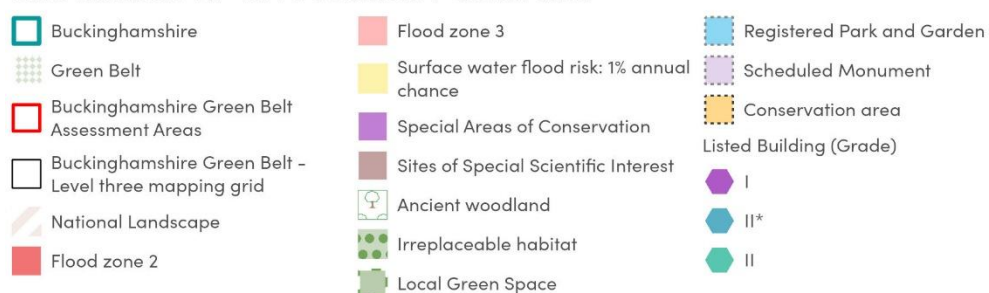 Buckinghamshire
Green Belt
Buckinghamshire Green Belt
Assessment Areas
Buckinghamshire Green Belt -
Level three mapping grid
National Landscape
Flood zone 2
Flood zone 3
Surface water flood risk: 1% annual
chance
Special Areas of Conservation
Sites of Special Scientific Interest
Ancient woodland
Irreplaceable habitat
Local Green Space
Registered Park and Garden
Scheduled Monument
Conservation area
Listed Building (Grade)
I
II*
II